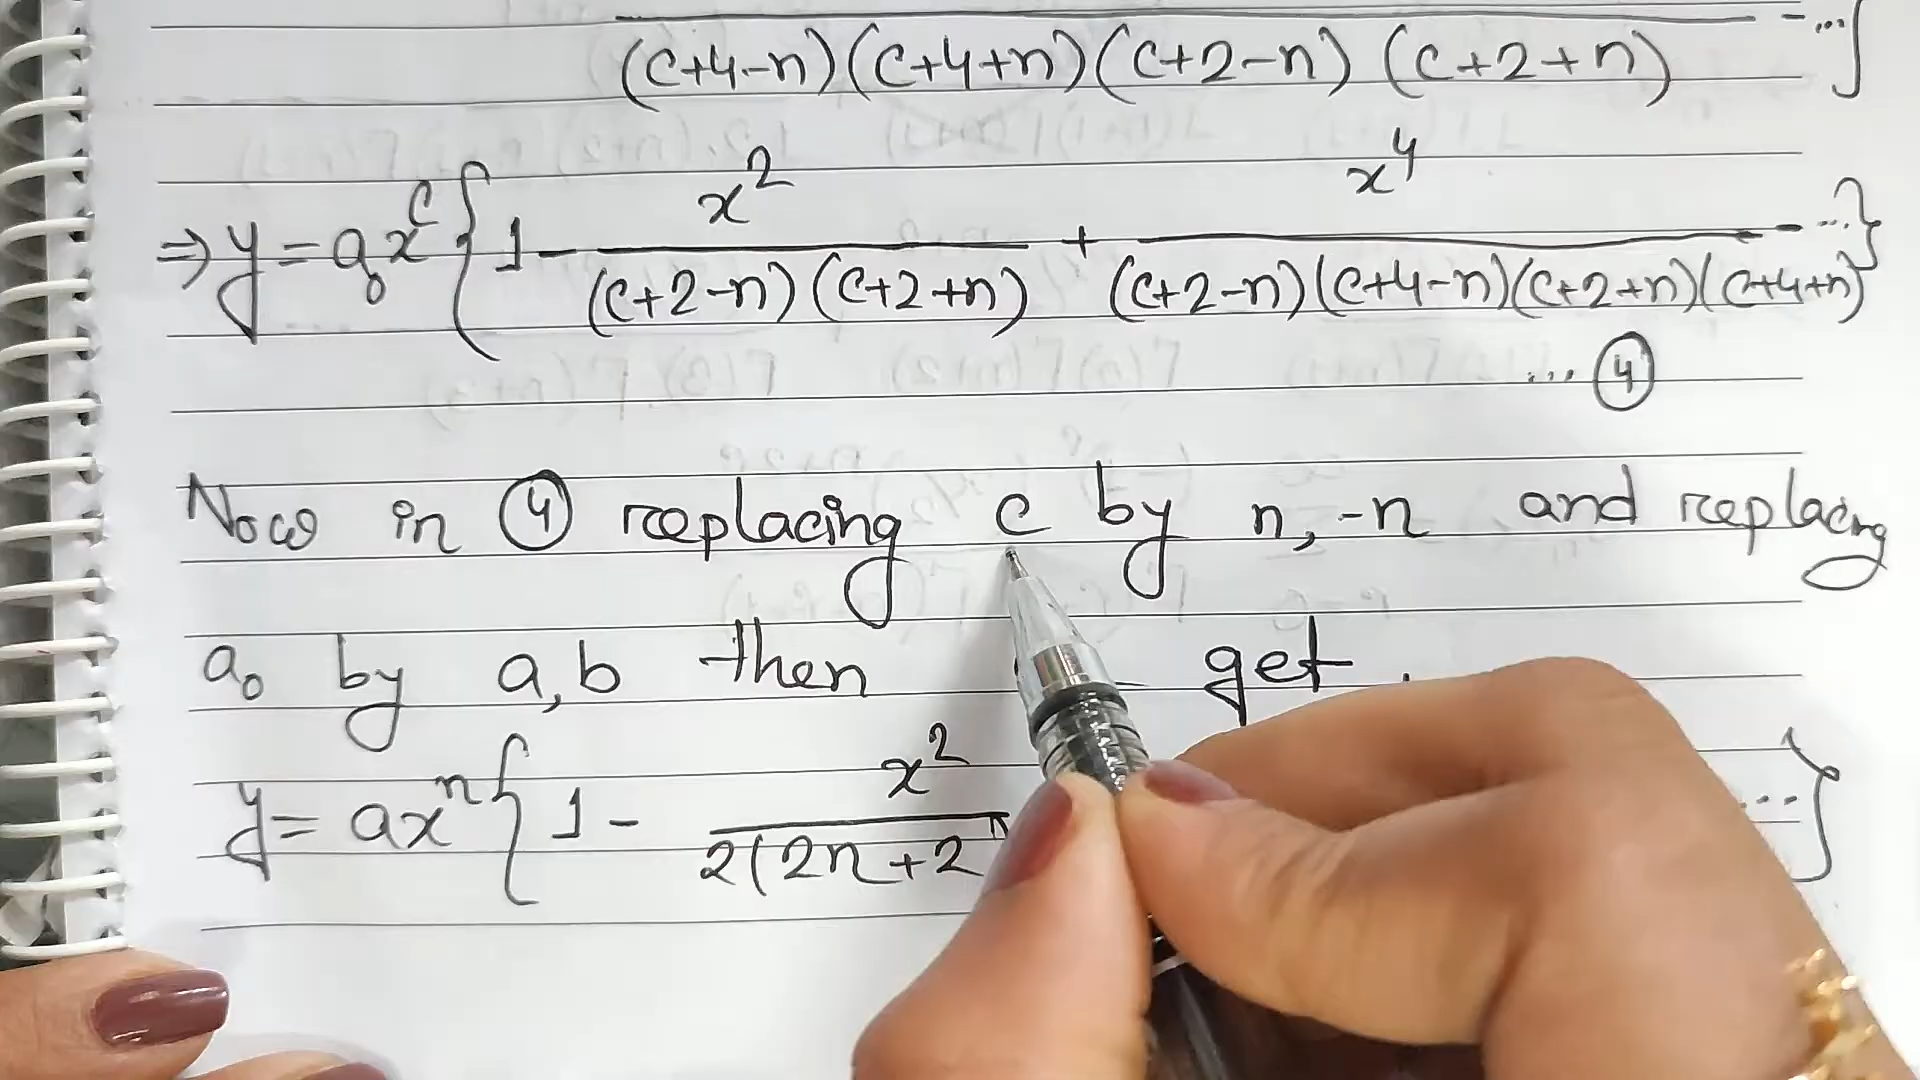 (c+4-n)(c+4+n)(c+2-n) (c+2+n) - ...]
⇒ y = a₀x^c { 1 - x²/((c+2-n)(c+2+n)) + x⁴/((c+2-n)(c+4-n)(c+2+n)(c+4+n)) - ...}
... ④
Now in ④ replacing c by n, -n and replacing
a₀ by a, b then get.
y = ax^n { 1 - x²/2(2n+2 ... }